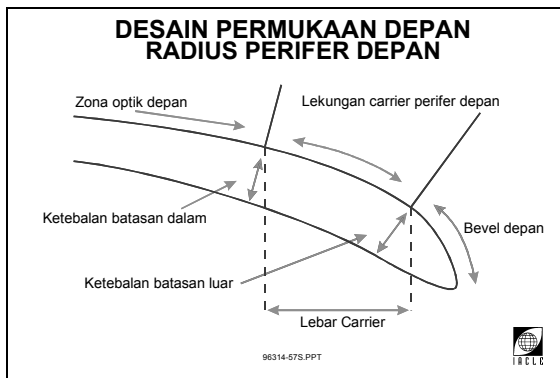 DESAIN PERMUKAAN DEPAN
RADIUS PERIFER DEPAN
Zona optik depan
Lekungan carrier perifer depan
Ketebalan batasan dalam
Bevel depan
Ketebalan batasan luar
Lebar Carrier
96314-57S.PPT
IACLE